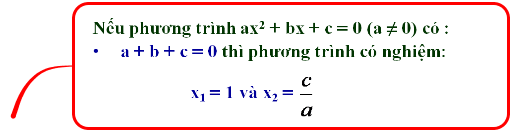 Nếu phương trình ax² + bx + c = 0 (a ≠ 0) có :
• a + b + c = 0 thì phương trình có nghiệm:
x₁ = 1 và x₂ = c/a